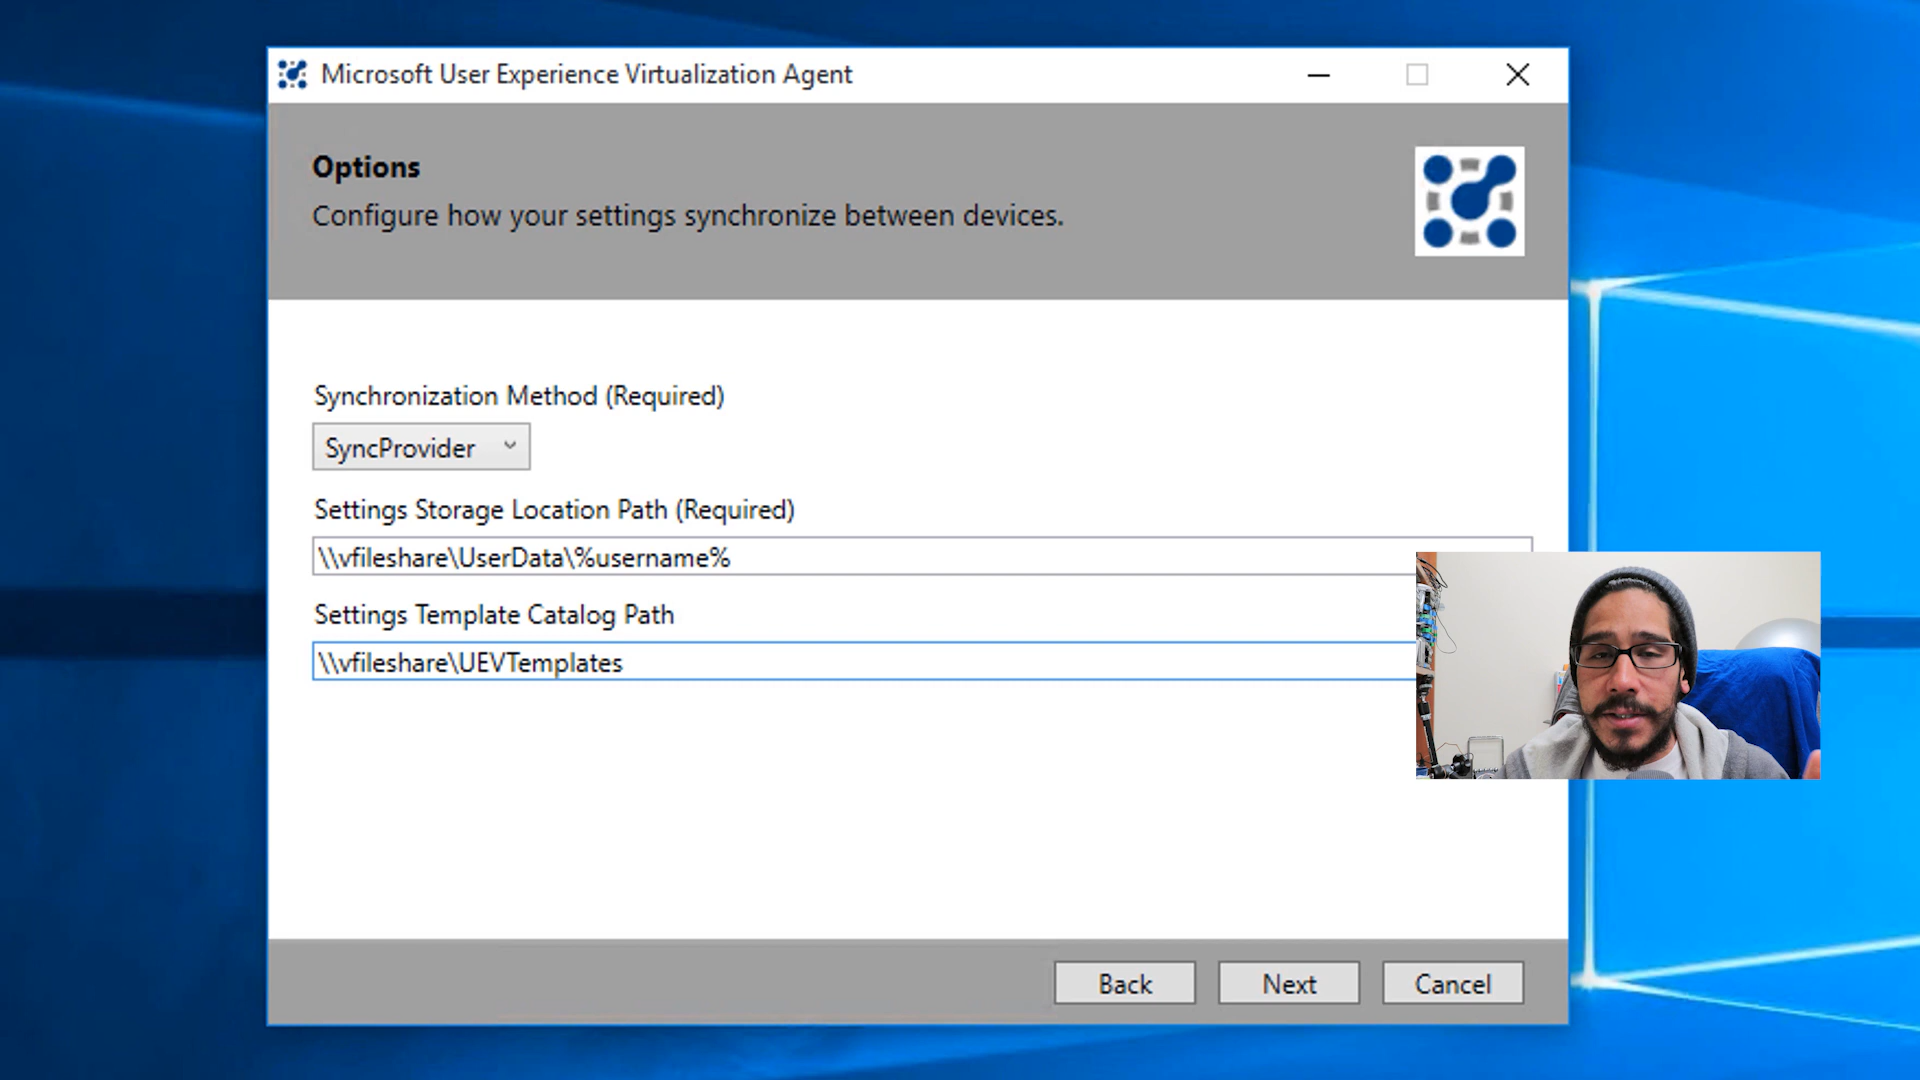 Microsoft User Experience Virtualization Agent
Options
Configure how your settings synchronize between devices.
Synchronization Method (Required)
SyncProvider
Settings Storage Location Path (Required)
\\vfileshare\UserData\%username%
Settings Template Catalog Path
\\vfileshare\UEVTemplates
Back Next Cancel